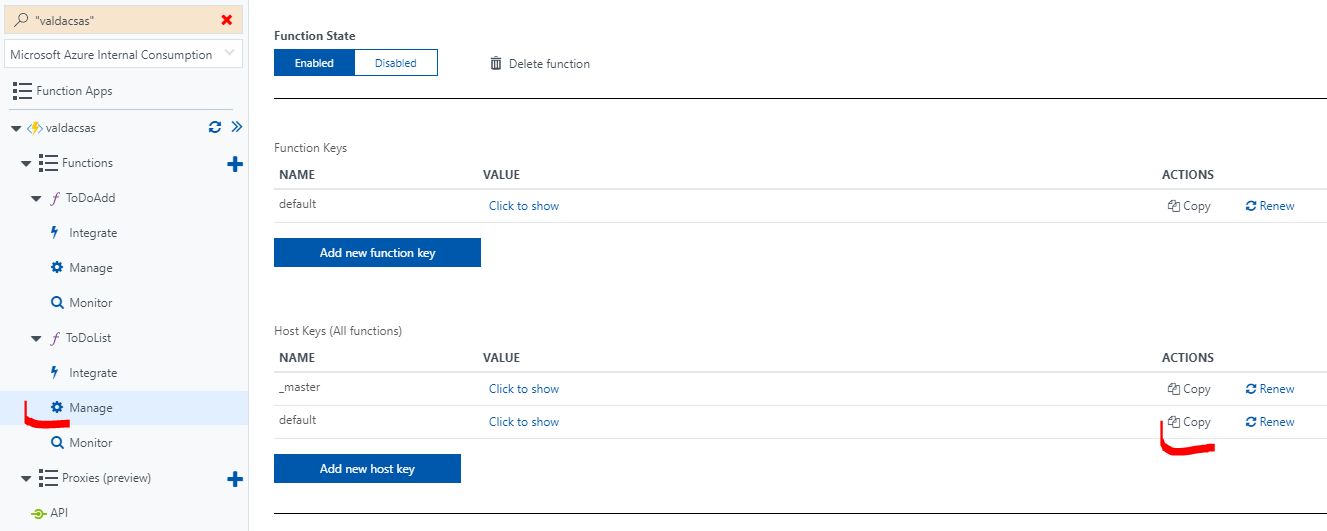 "valdacsas"
Microsoft Azure Internal Consumption
Function Apps
valdacsas
Functions
ToDoAdd
Integrate
Manage
Monitor
ToDoList
Integrate
Manage
Monitor
Proxies (preview)
API
Function State
Enabled Disabled Delete function
Function Keys
NAME VALUE ACTIONS
default Click to show Copy Renew
Add new function key
Host Keys (All functions)
NAME VALUE ACTIONS
_master Click to show Copy Renew
default Click to show Copy Renew
Add new host key